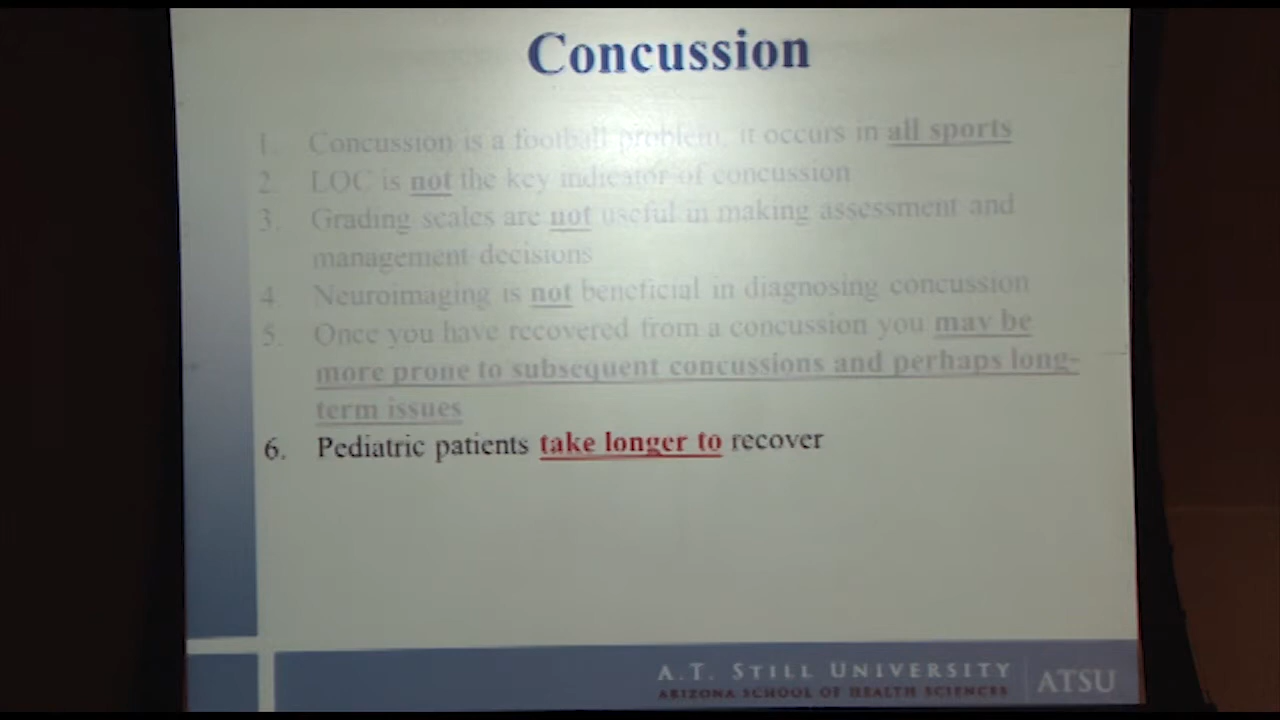 Concussion
1. Concussion is a football problem, it occurs in all sports
2. LOC is not the key indicator of concussion
3. Grading scales are not useful in making assessment and
management decisions
4. Neuroimaging is not beneficial in diagnosing concussion
5. Once you have recovered from a concussion you may be
more prone to subsequent concussions and perhaps long-
term issues
6. Pediatric patients take longer to recover
A.T. STILL UNIVERSITY
ARIZONA SCHOOL OF HEALTH SCIENCES
ATSU